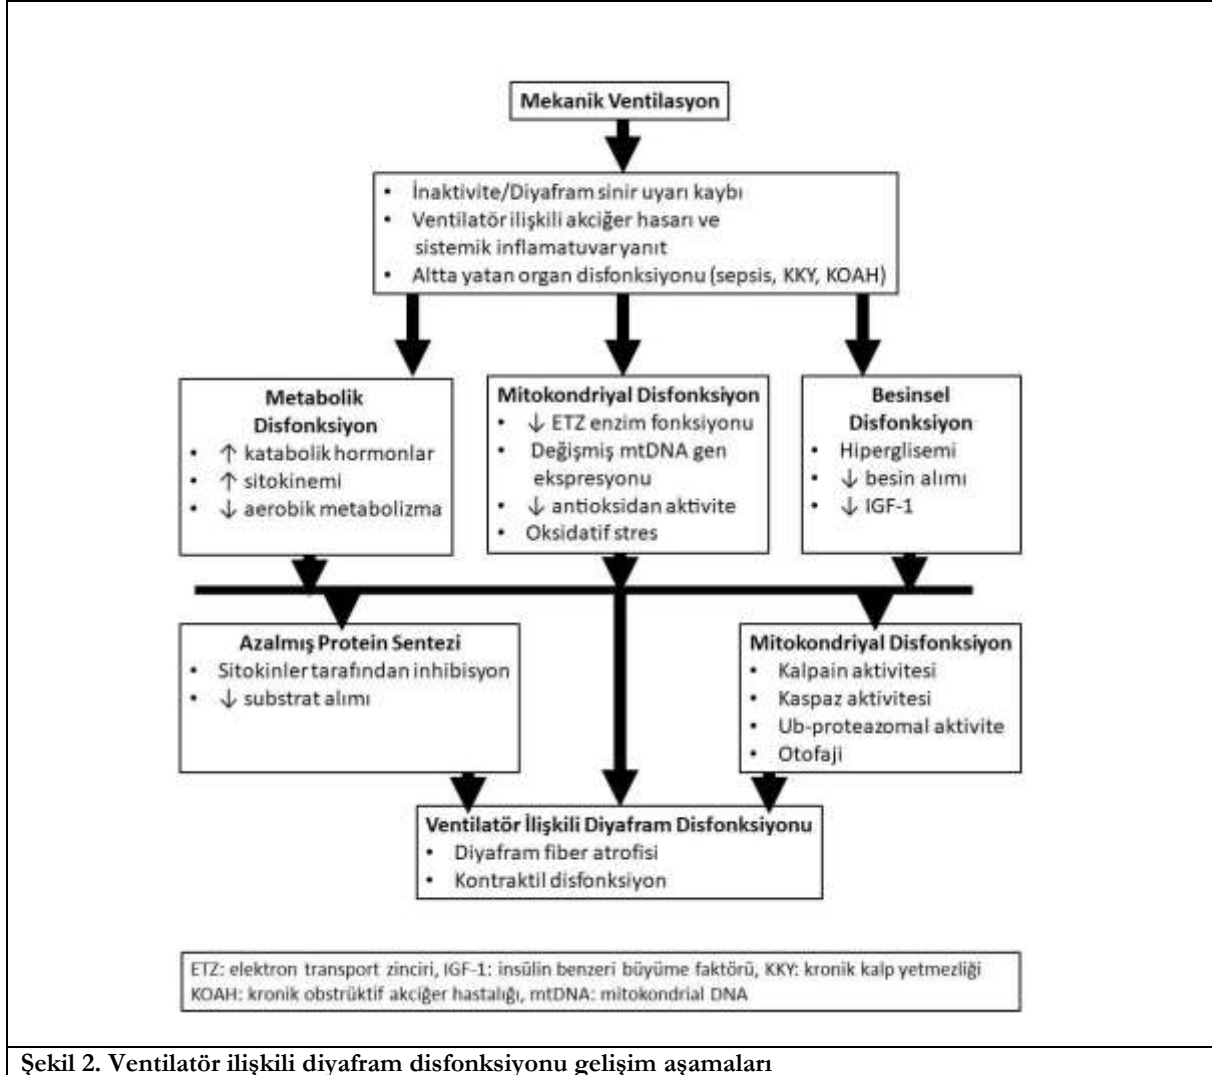 Mekanik Ventilasyon
• İnaktivite/Diyafram sinir uyarı kaybı
• Ventilatör ilişkili akciğer hasarı ve
sistemik inflamatuvar yanıt
• Altta yatan organ disfonksiyonu (sepsis, KKY, KOAH)
Metabolik
Disfonksiyon
• ↑ katabolik hormonlar
• ↑ sitokinemi
• ↓ aerobik metabolizma
Mitokondriyal Disfonksiyon
• ↓ ETZ enzim fonksiyonu
• Değişmiş mtDNA gen
ekspresyonu
• ↓ antioksidan aktivite
• Oksidatif stres
Besinsel
Disfonksiyon
• Hiperglisemi
• ↓ besin alımı
• ↓ IGF-1
Azalmış Protein Sentezi
• Sitokinler tarafından inhibisyon
• ↓ substrat alımı
Mitokondriyal Disfonksiyon
• Kalpain aktivitesi
• Kaspaz aktivitesi
• Ub-proteazomal aktivite
• Otofaji
Ventilatör İlişkili Diyafram Disfonksiyonu
• Diyafram fiber atrofisi
• Kontraktil disfonksiyon
ETZ: elektron transport zinciri, IGF-1: insülin benzeri büyüme faktörü, KKY: kronik kalp yetmezliği
KOAH: kronik obstrüktif akciğer hastalığı, mtDNA: mitokondrial DNA
Şekil 2. Ventilatör ilişkili diyafram disfonksiyonu gelişim aşamaları